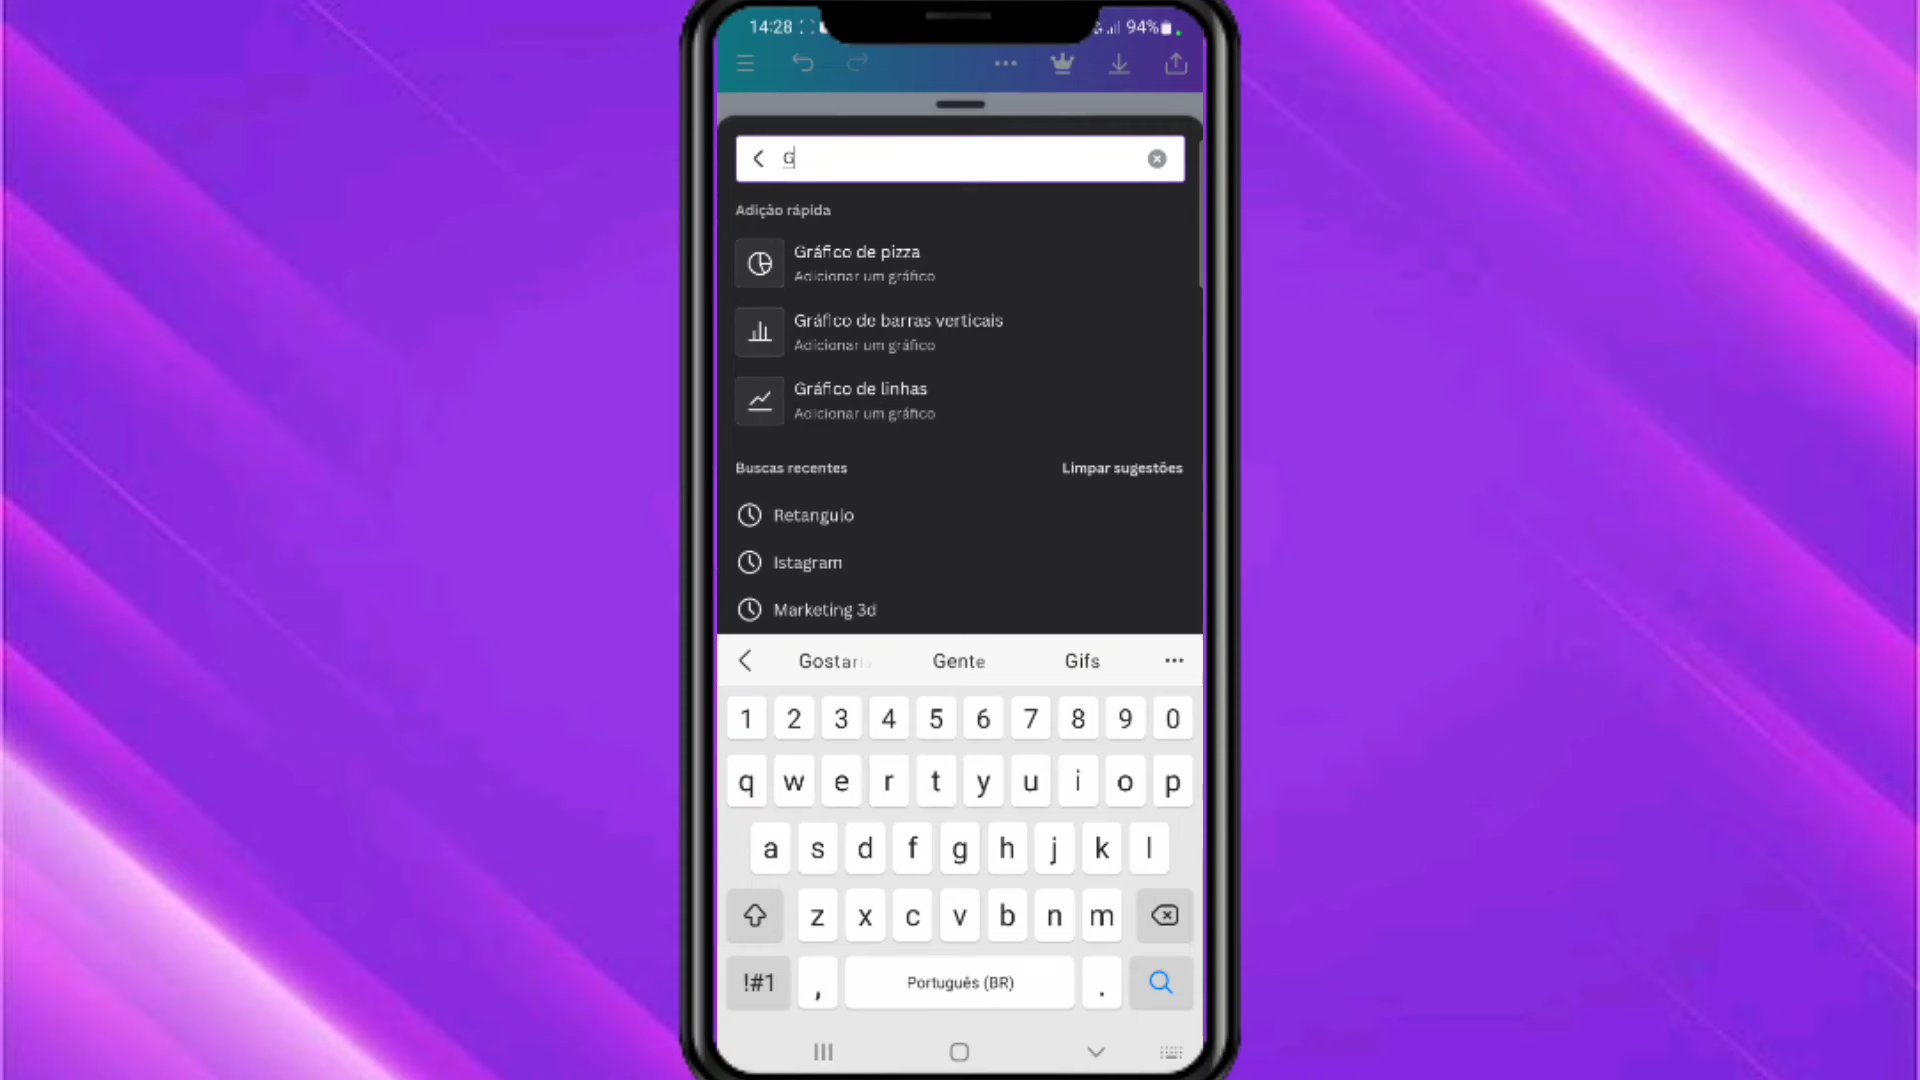 14:28
94%
G
Adição rápida
Gráfico de pizza
Adicionar um gráfico
Gráfico de barras verticais
Adicionar um gráfico
Gráfico de linhas
Adicionar um gráfico
Buscas recentes Limpar sugestões
Retangulo
Istagram
Marketing 3d
Gostaria Gente Gifs
1 2 3 4 5 6 7 8 9 0
q w e r t y u i o p
a s d f g h j k l
z x c v b n m
!#1 , Português (BR) .